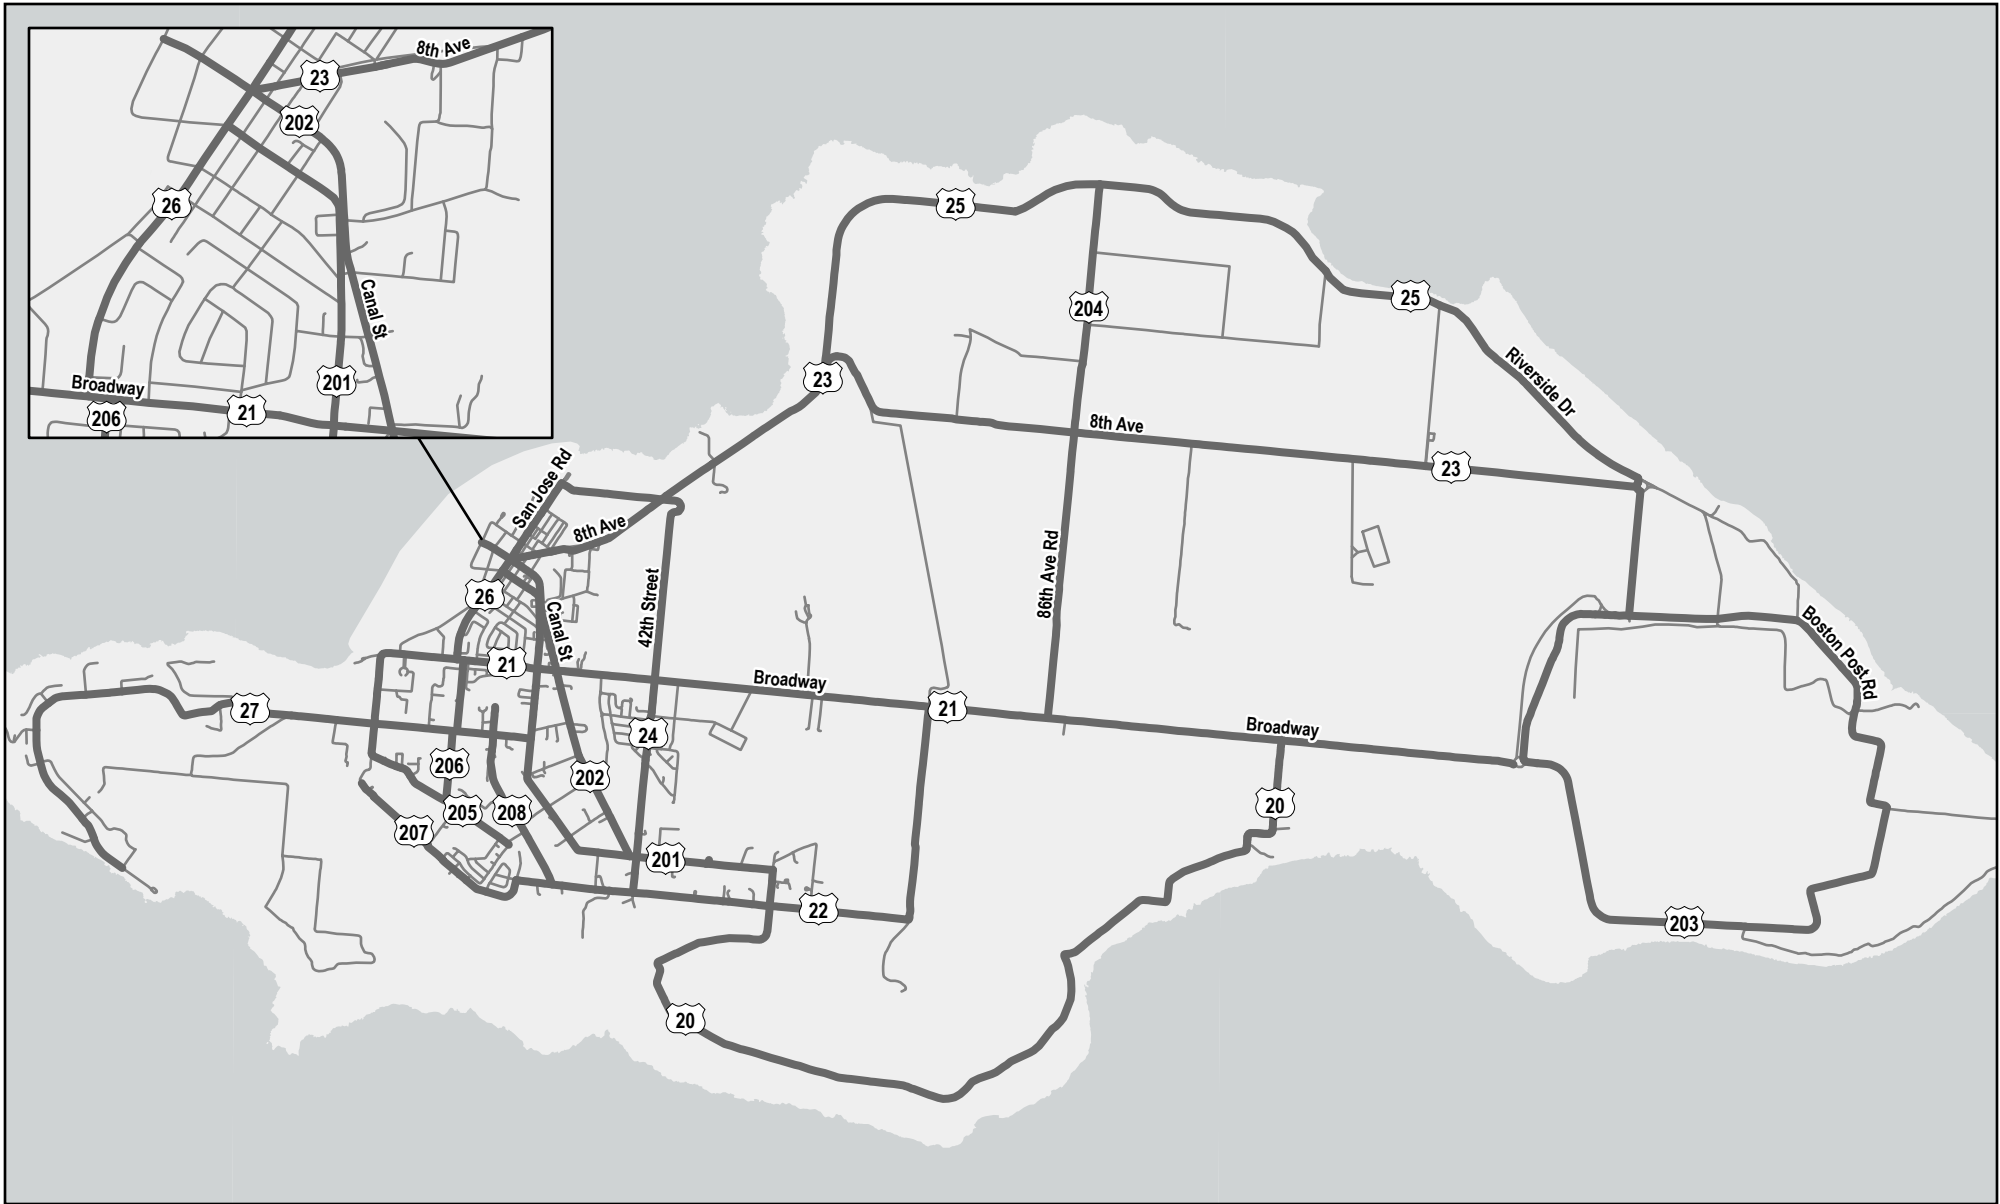 8th Ave
23
202
26
Canal St
201
Broadway
21
206
25
204
25
Riverside Dr
23
8th Ave
23
San Jose Rd
8th Ave
86th Ave Rd
42th Street
26
Canal St
Boston Post Rd
21
Broadway
27
21
24
Broadway
206
202
20
205
208
207
201
22
203
20